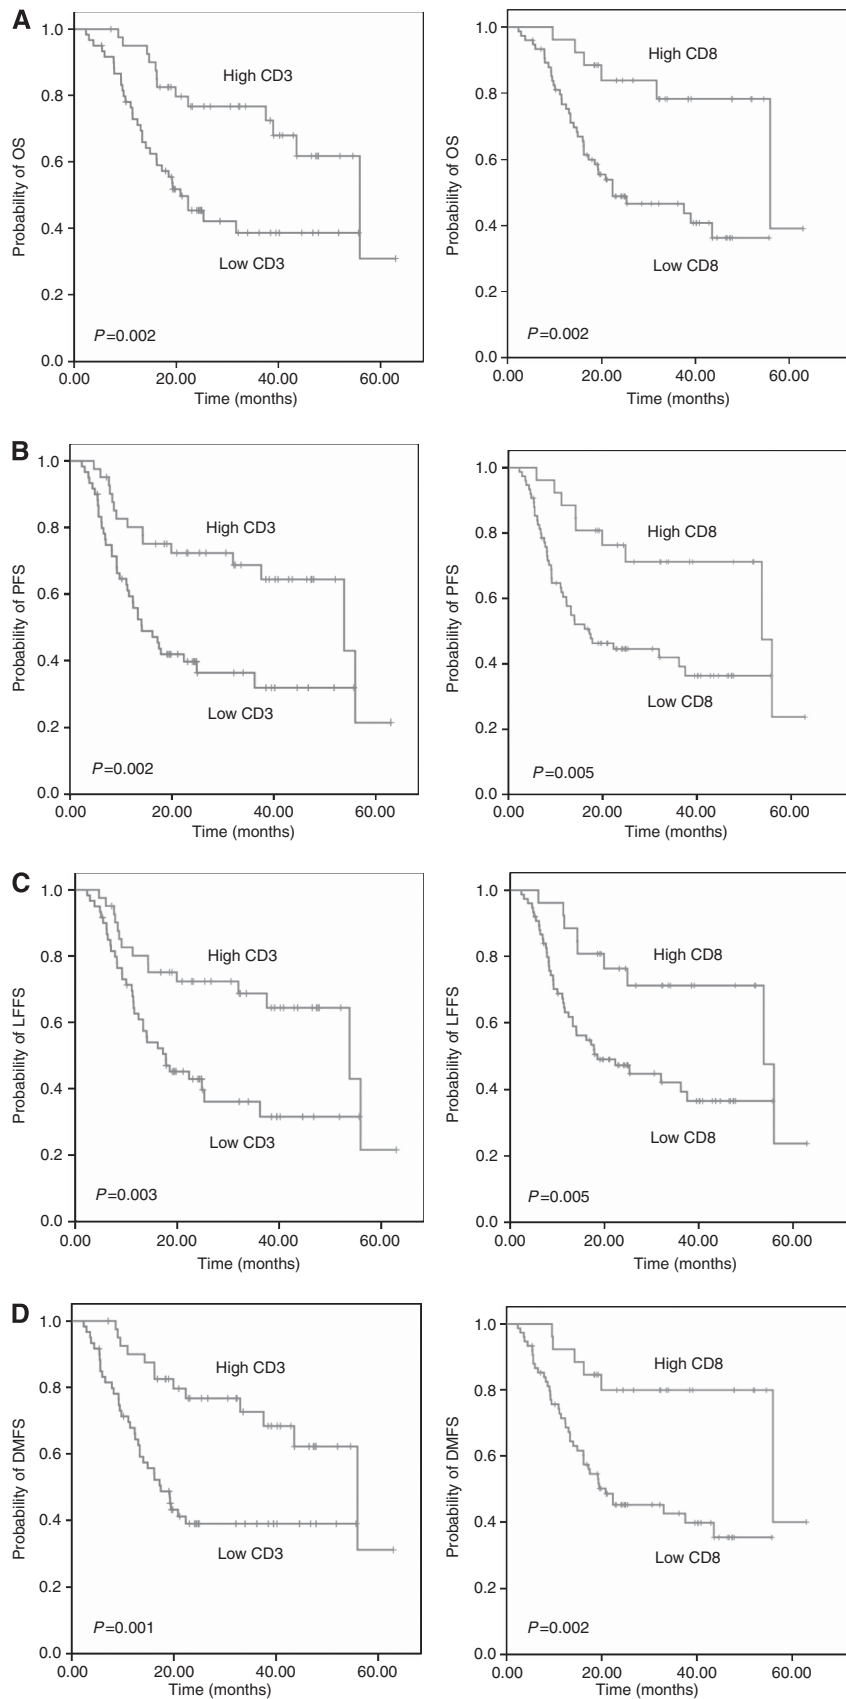 A
Probability of OS
1.0
0.8
0.6
0.4
0.2
0.0
High CD3
Low CD3
P=0.002
0.00 20.00 40.00 60.00
Time (months)
Probability of OS
1.0
0.8
0.6
0.4
0.2
0.0
High CD8
Low CD8
P=0.002
0.00 20.00 40.00 60.00
Time (months)
B
Probability of PFS
1.0
0.8
0.6
0.4
0.2
0.0
High CD3
Low CD3
P=0.002
0.00 20.00 40.00 60.00
Time (months)
Probability of PFS
1.0
0.8
0.6
0.4
0.2
0.0
High CD8
Low CD8
P=0.005
0.00 20.00 40.00 60.00
Time (months)
C
Probability of LFFS
1.0
0.8
0.6
0.4
0.2
0.0
High CD3
Low CD3
P=0.003
0.00 20.00 40.00 60.00
Time (months)
Probability of LFFS
1.0
0.8
0.6
0.4
0.2
0.0
High CD8
Low CD8
P=0.005
0.00 20.00 40.00 60.00
Time (months)
D
Probability of DMFS
1.0
0.8
0.6
0.4
0.2
0.0
High CD3
Low CD3
P=0.001
0.00 20.00 40.00 60.00
Time (months)
Probability of DMFS
1.0
0.8
0.6
0.4
0.2
0.0
High CD8
Low CD8
P=0.002
0.00 20.00 40.00 60.00
Time (months)